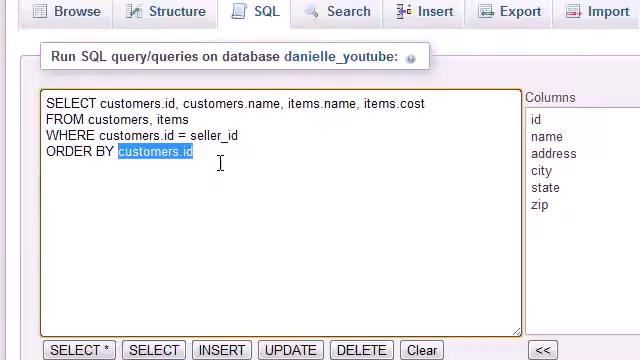 Browse Structure SQL Search Insert Export Import
Run SQL query/queries on database danielle_youtube:
SELECT customers.id, customers.name, items.name, items.cost
FROM customers, items
WHERE customers.id = seller_id
ORDER BY customers.id
Columns
id
name
address
city
state
zip
SELECT * SELECT INSERT UPDATE DELETE Clear <<